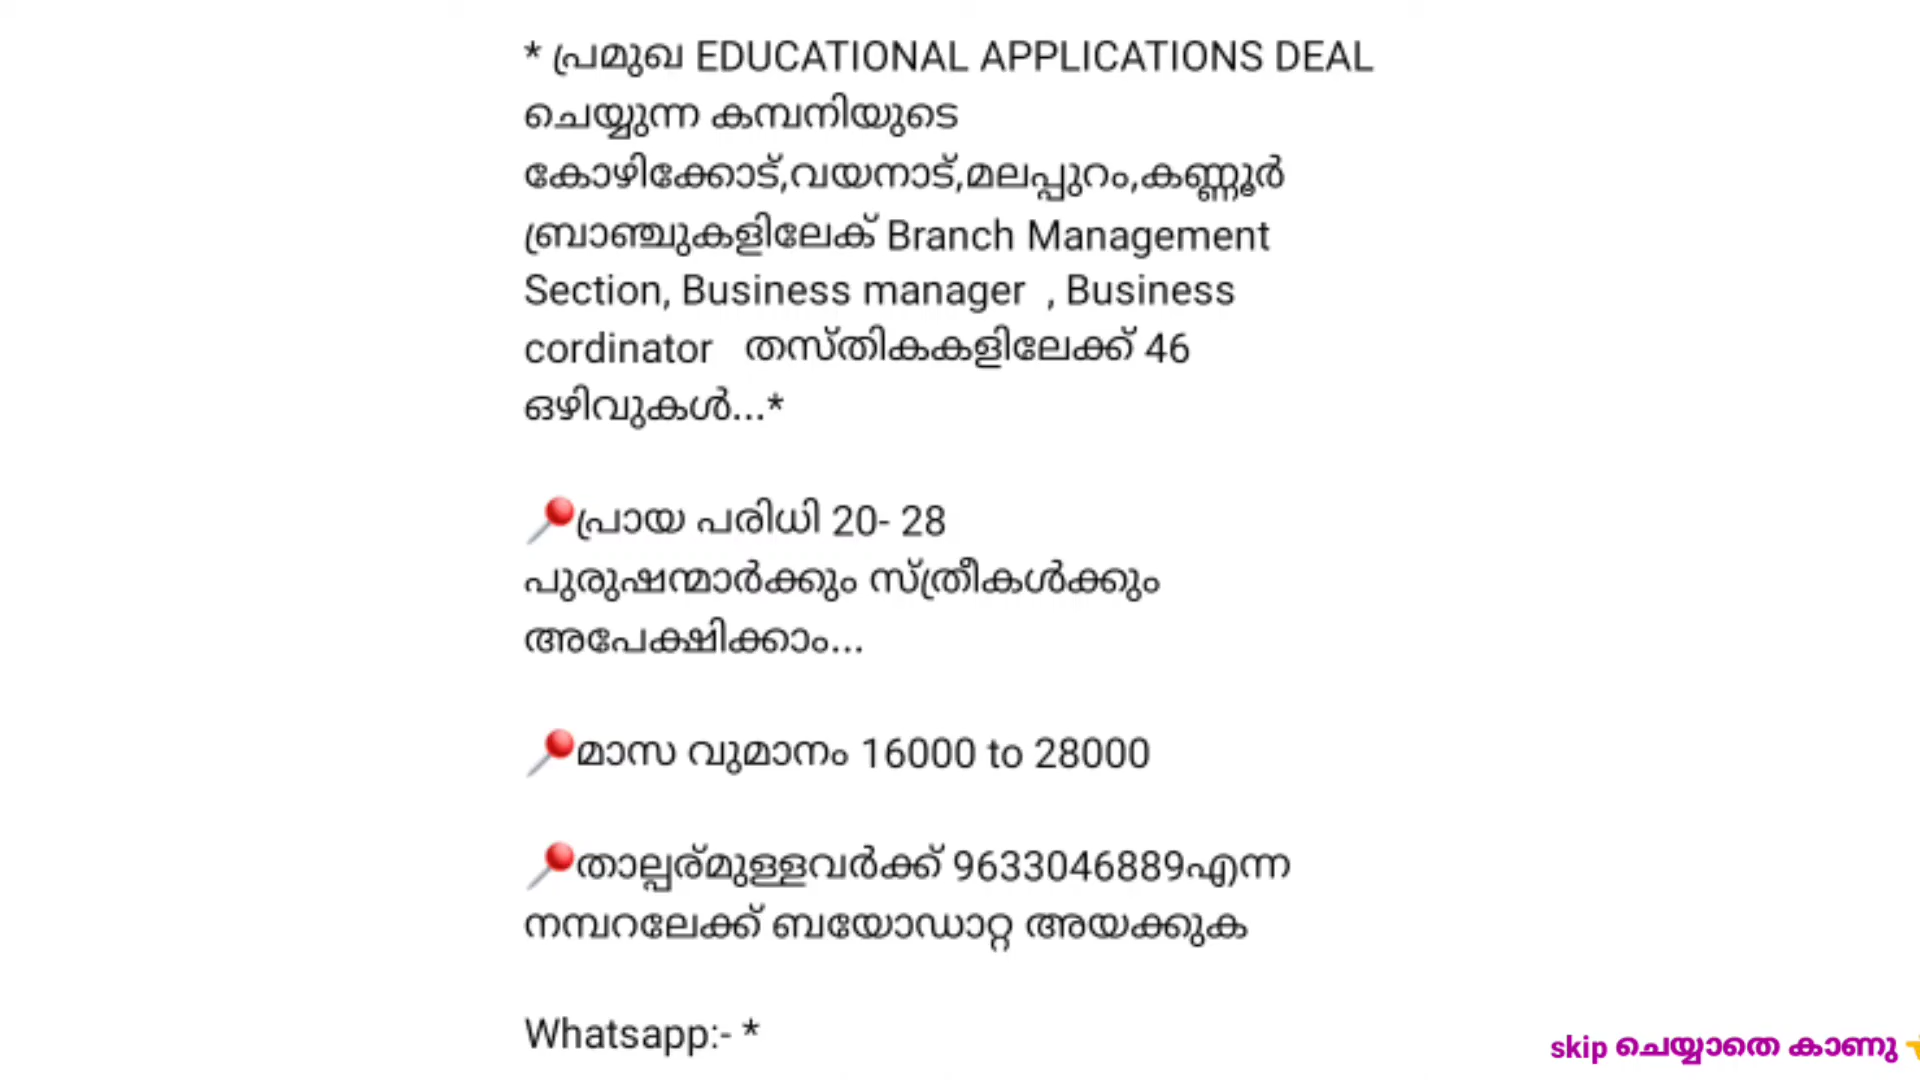 * പ്രമുഖ EDUCATIONAL APPLICATIONS DEAL
ചെയ്യുന്ന കമ്പനിയുടെ
കോഴിക്കോട്,വയനാട്,മലപ്പുറം,കണ്ണൂർ
ബ്രാഞ്ചുകളിലേക് Branch Management
Section, Business manager  , Business
cordinator   തസ്തികകളിലേക്ക് 46
ഒഴിവുകൾ...*
📍പ്രായ പരിധി 20- 28
പുരുഷന്മാർക്കും സ്ത്രീകൾക്കും
അപേക്ഷിക്കാം...
📍മാസ വുമാനം 16000 to 28000
📍താല്പര്മുള്ളവർക്ക് 9633046889എന്ന
നമ്പറലേക്ക് ബയോഡാറ്റ അയക്കുക
Whatsapp:- *
skip ചെയ്യാതെ കാണു